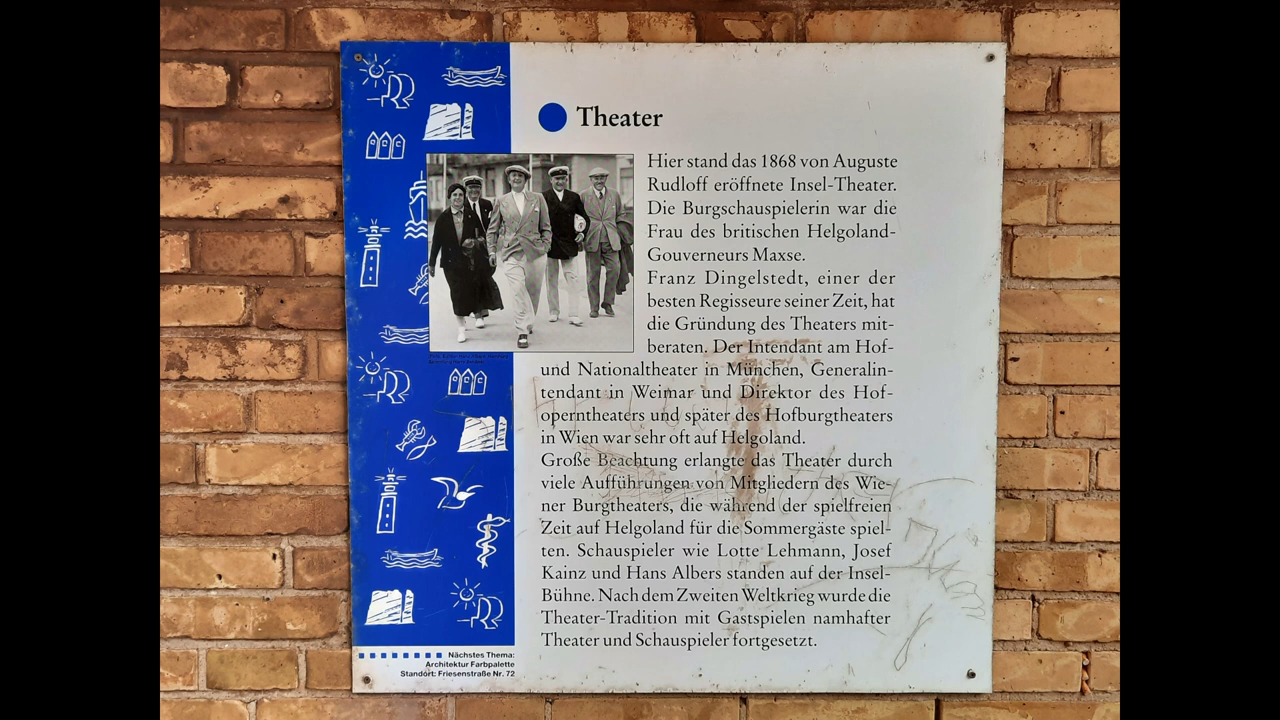 Theater
Hier stand das 1868 von Auguste
Rudloff eröffnete Insel-Theater.
Die Burgschauspielerin war die
Frau des britischen Helgoland-
Gouverneurs Maxse.
Franz Dingelstedt, einer der
besten Regisseure seiner Zeit, hat
die Gründung des Theaters mit-
beraten. Der Intendant am Hof-
und Nationaltheater in München, Generalin-
tendant in Weimar und Direktor des Hof-
operntheaters und später des Hofburgtheaters
in Wien war sehr oft auf Helgoland.
Große Beachtung erlangte das Theater durch
viele Aufführungen von Mitgliedern des Wie-
ner Burgtheaters, die während der spielfreien
Zeit auf Helgoland für die Sommergäste spiel-
ten. Schauspieler wie Lotte Lehmann, Josef
Kainz und Hans Albers standen auf der Insel-
Bühne. Nach dem Zweiten Weltkrieg wurde die
Theater-Tradition mit Gastspielen namhafter
Theater und Schauspieler fortgesetzt.
Nächstes Thema:
Architektur Farbpalette
Standort: Friesenstraße Nr. 72